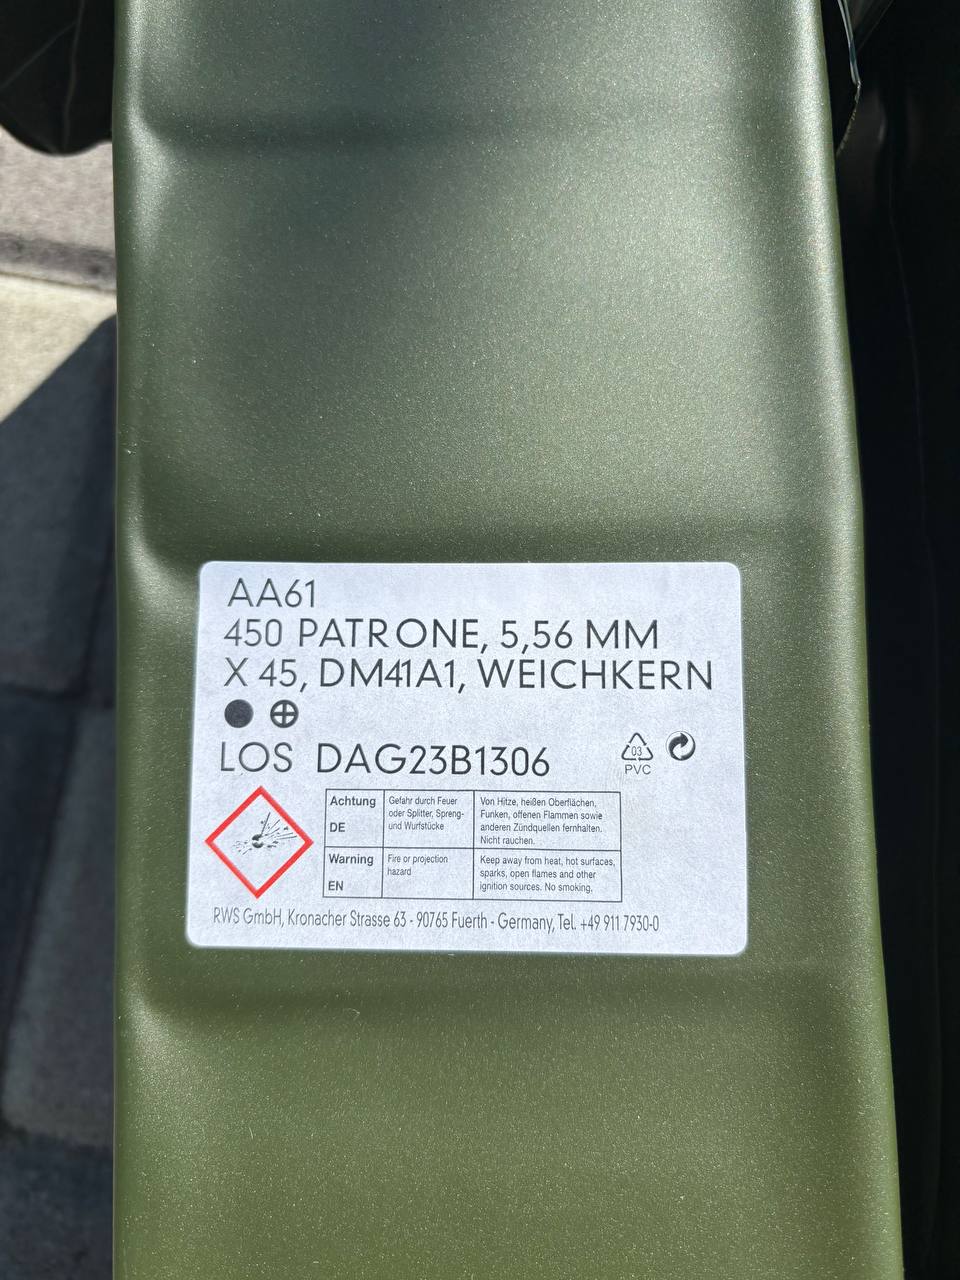 AA61
450 PATRONE, 5,56 MM
X 45, DM41A1, WEICHKERN
LOS DAG23B1306
03
PVC
Achtung
DE
Gefahr durch Feuer
oder Splitter, Spreng-
und Wurfstücke
Von Hitze, heißen Oberflächen,
Funken, offenen Flammen sowie
anderen Zündquellen fernhalten.
Nicht rauchen.
Warning
EN
Fire or projection
hazard
Keep away from heat, hot surfaces,
sparks, open flames and other
ignition sources. No smoking.
RWS GmbH, Kronacher Strasse 63 - 90765 Fuerth - Germany, Tel. +49 911 7930-0